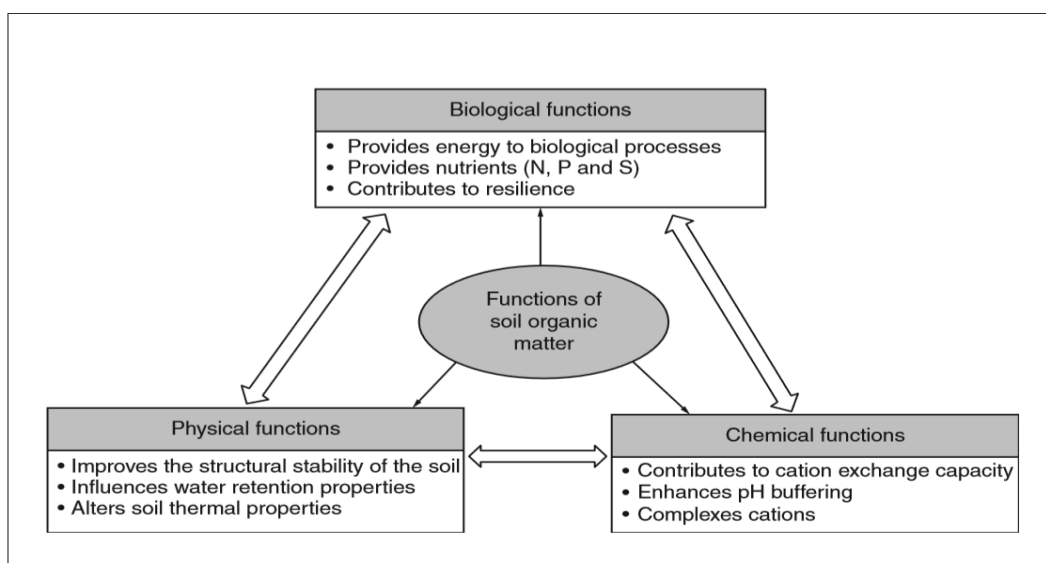 Biological functions
• Provides energy to biological processes
• Provides nutrients (N, P and S)
• Contributes to resilience
Functions of
soil organic
matter
Physical functions
• Improves the structural stability of the soil
• Influences water retention properties
• Alters soil thermal properties
Chemical functions
• Contributes to cation exchange capacity
• Enhances pH buffering
• Complexes cations